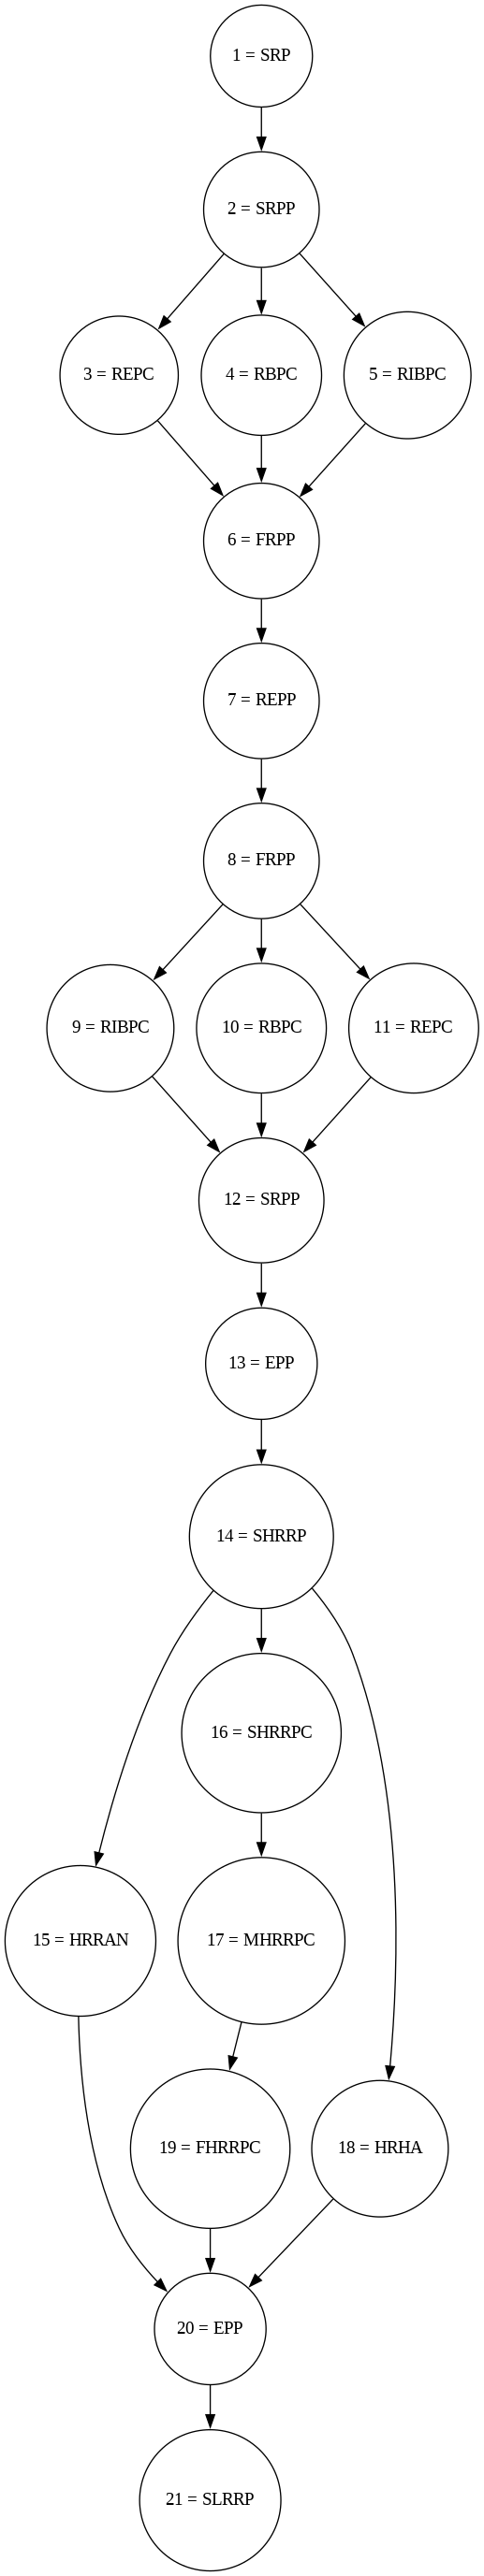 1 = SRP
2 = SRPP
3 = REPC
4 = RBPC
5 = RIBPC
6 = FRPP
7 = REPP
8 = FRPP
9 = RIBPC
10 = RBPC
11 = REPC
12 = SRPP
13 = EPP
14 = SHRRP
16 = SHRRPC
15 = HRRAN
17 = MHRRPC
19 = FHRRPC
18 = HRHA
20 = EPP
21 = SLRRP